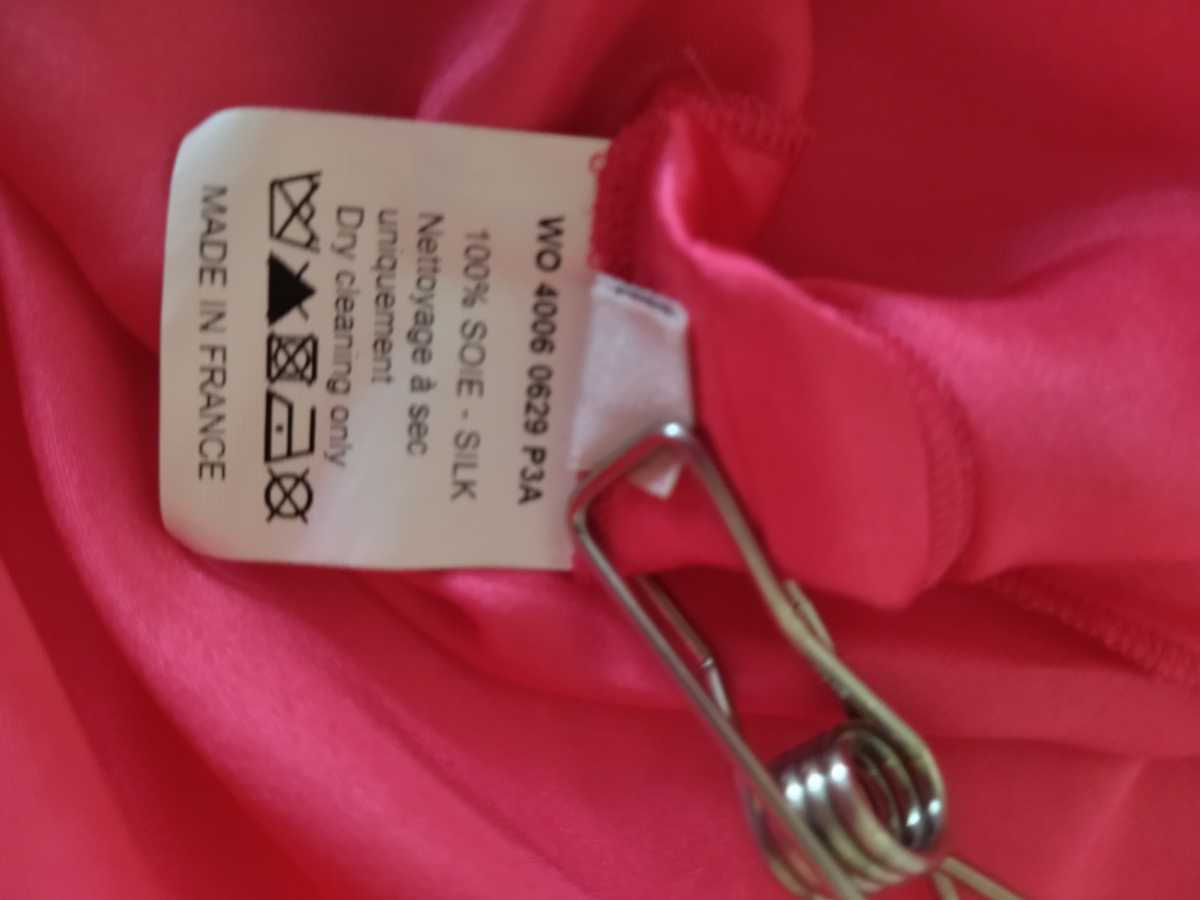 WO 4006 0629 P3A
100% SOIE - SILK
Nettoyage à sec
uniquement
Dry cleaning only
MADE IN FRANCE